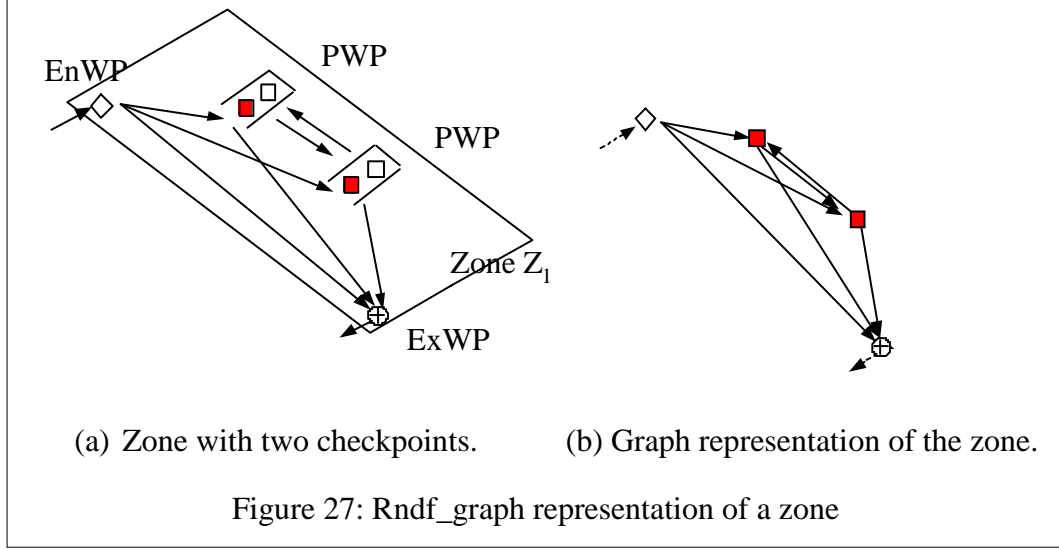 PWP
EnWP
PWP
Zone Z1
ExWP
(a) Zone with two checkpoints.
(b) Graph representation of the zone.
Figure 27: Rndf_graph representation of a zone